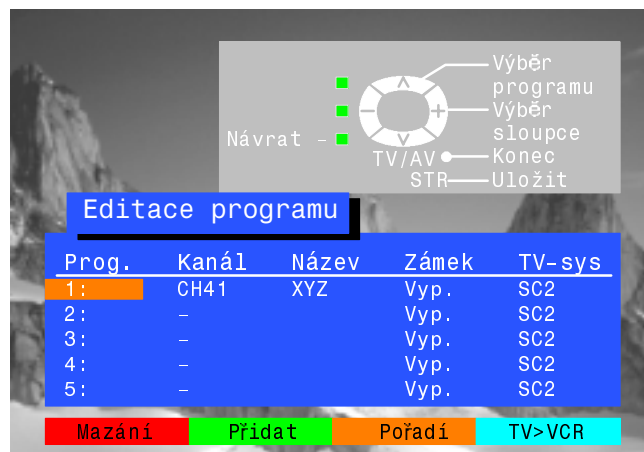 Výběr
programu
Výběr
Návrat –
sloupce
TV/AV
Konec
STR
Uložit
Editace programu
Prog. Kanál Název Zámek TV-sys
1: CH41 XYZ Vyp. SC2
2: – Vyp. SC2
3: – Vyp. SC2
4: – Vyp. SC2
5: – Vyp. SC2
Mazání Přidat Pořadí TV>VCR